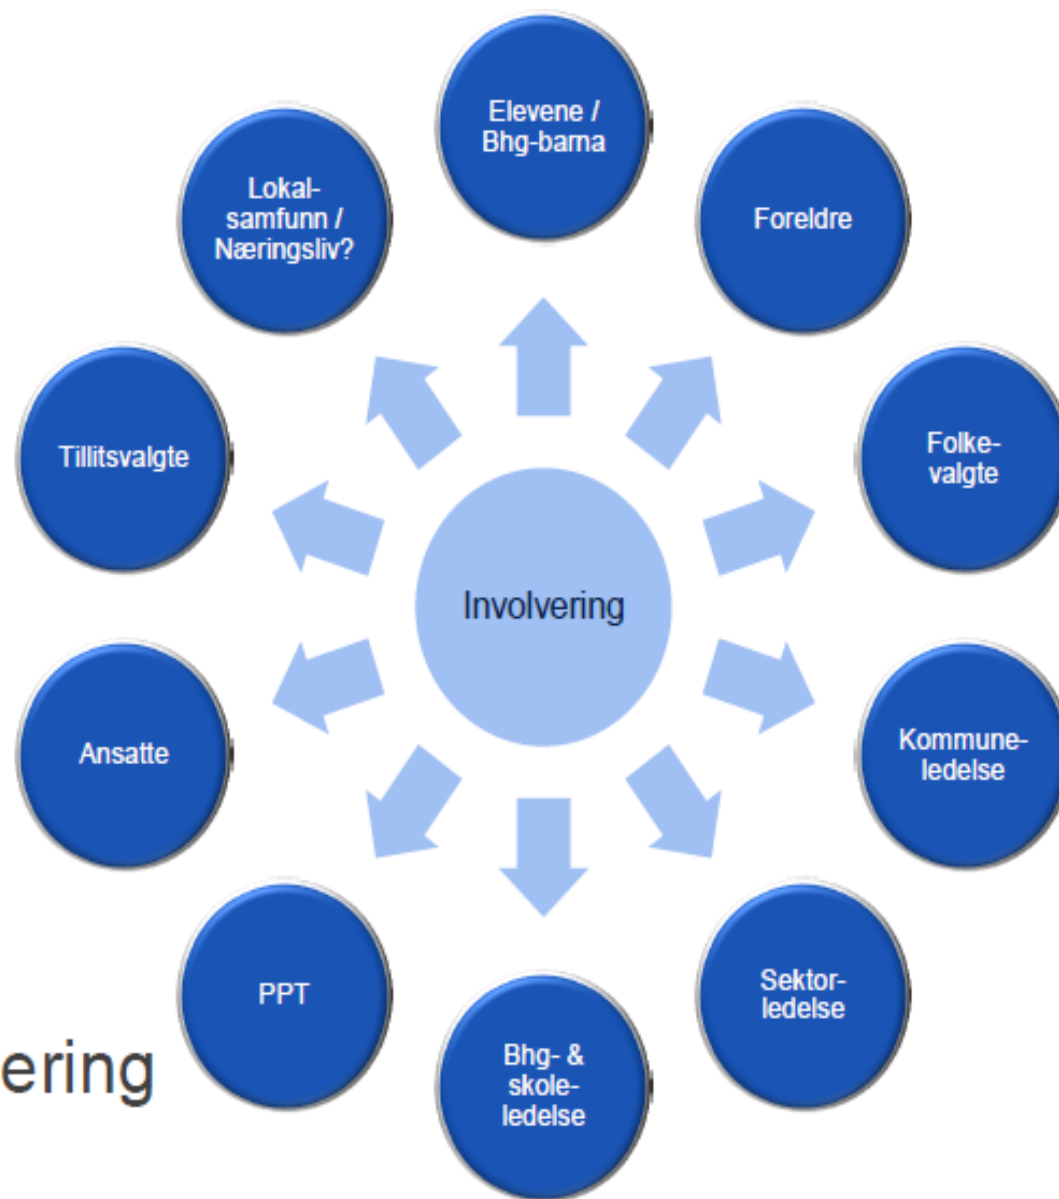 Elevene /
Bhg-barna
Foreldre
Folke-
valgte
Kommune-
ledelse
Sektor-
ledelse
Bhg- &
skole-
ledelse
PPT
Ansatte
Tillitsvalgte
Lokal-
samfunn /
Næringsliv?
Involvering
ering